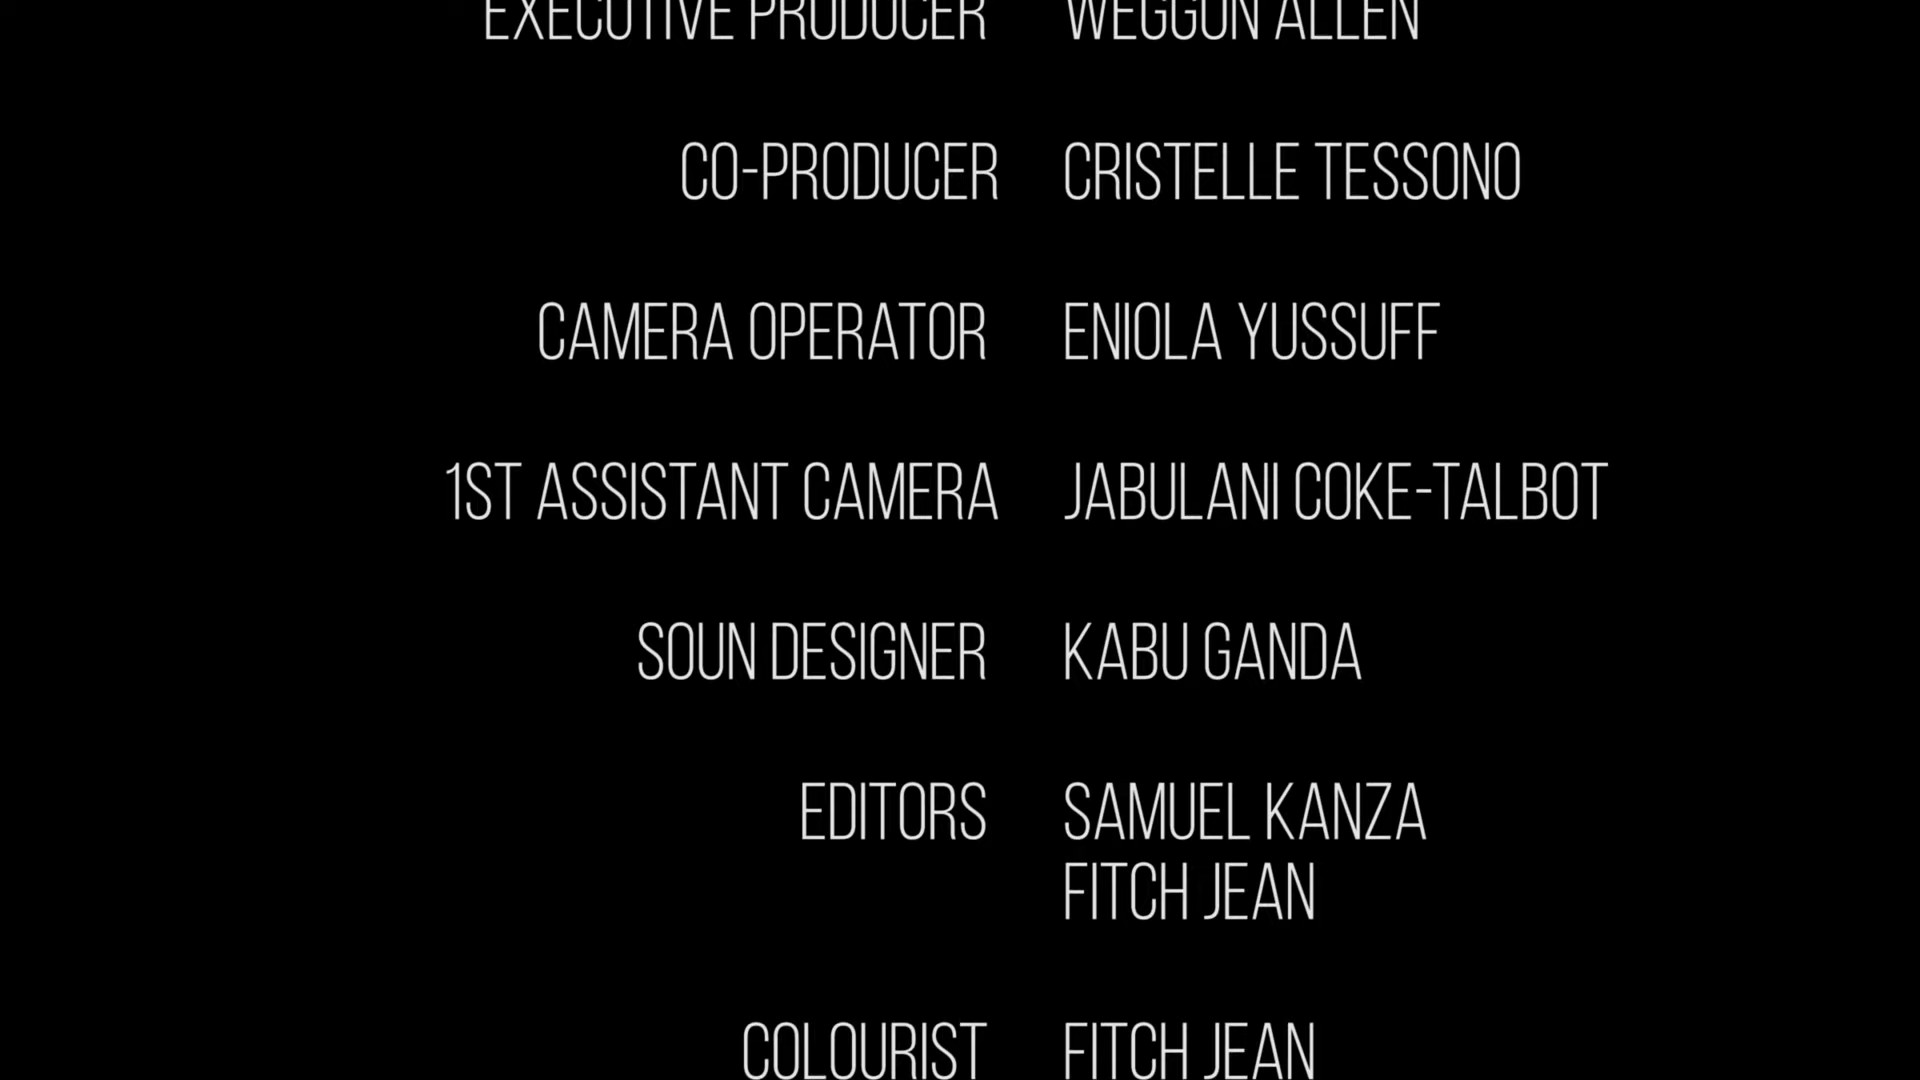 EXECUTIVE PRODUCER WEGGON ALLEN
CO-PRODUCER CRISTELLE TESSONO
CAMERA OPERATOR ENIOLA YUSSUFF
1ST ASSISTANT CAMERA JABULANI COKE-TALBOT
SOUN DESIGNER KABU GANDA
EDITORS SAMUEL KANZA
FITCH JEAN
COLOURIST FITCH JEAN